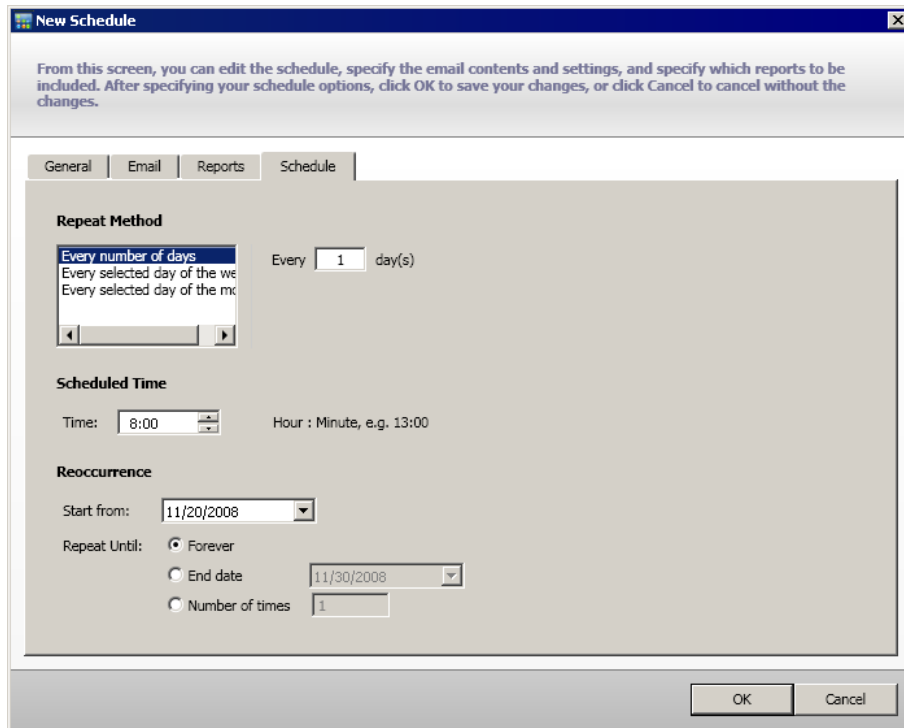 New Schedule
From this screen, you can edit the schedule, specify the email contents and settings, and specify which reports to be
included. After specifying your schedule options, click OK to save your changes, or click Cancel to cancel without the
changes.
General Email Reports Schedule
Repeat Method
Every number of days
Every selected day of the we
Every selected day of the mo
Every 1 day(s)
Scheduled Time
Time: 8:00 Hour : Minute, e.g. 13:00
Reoccurrence
Start from: 11/20/2008
Repeat Until: Forever
End date 11/30/2008
Number of times 1
OK Cancel